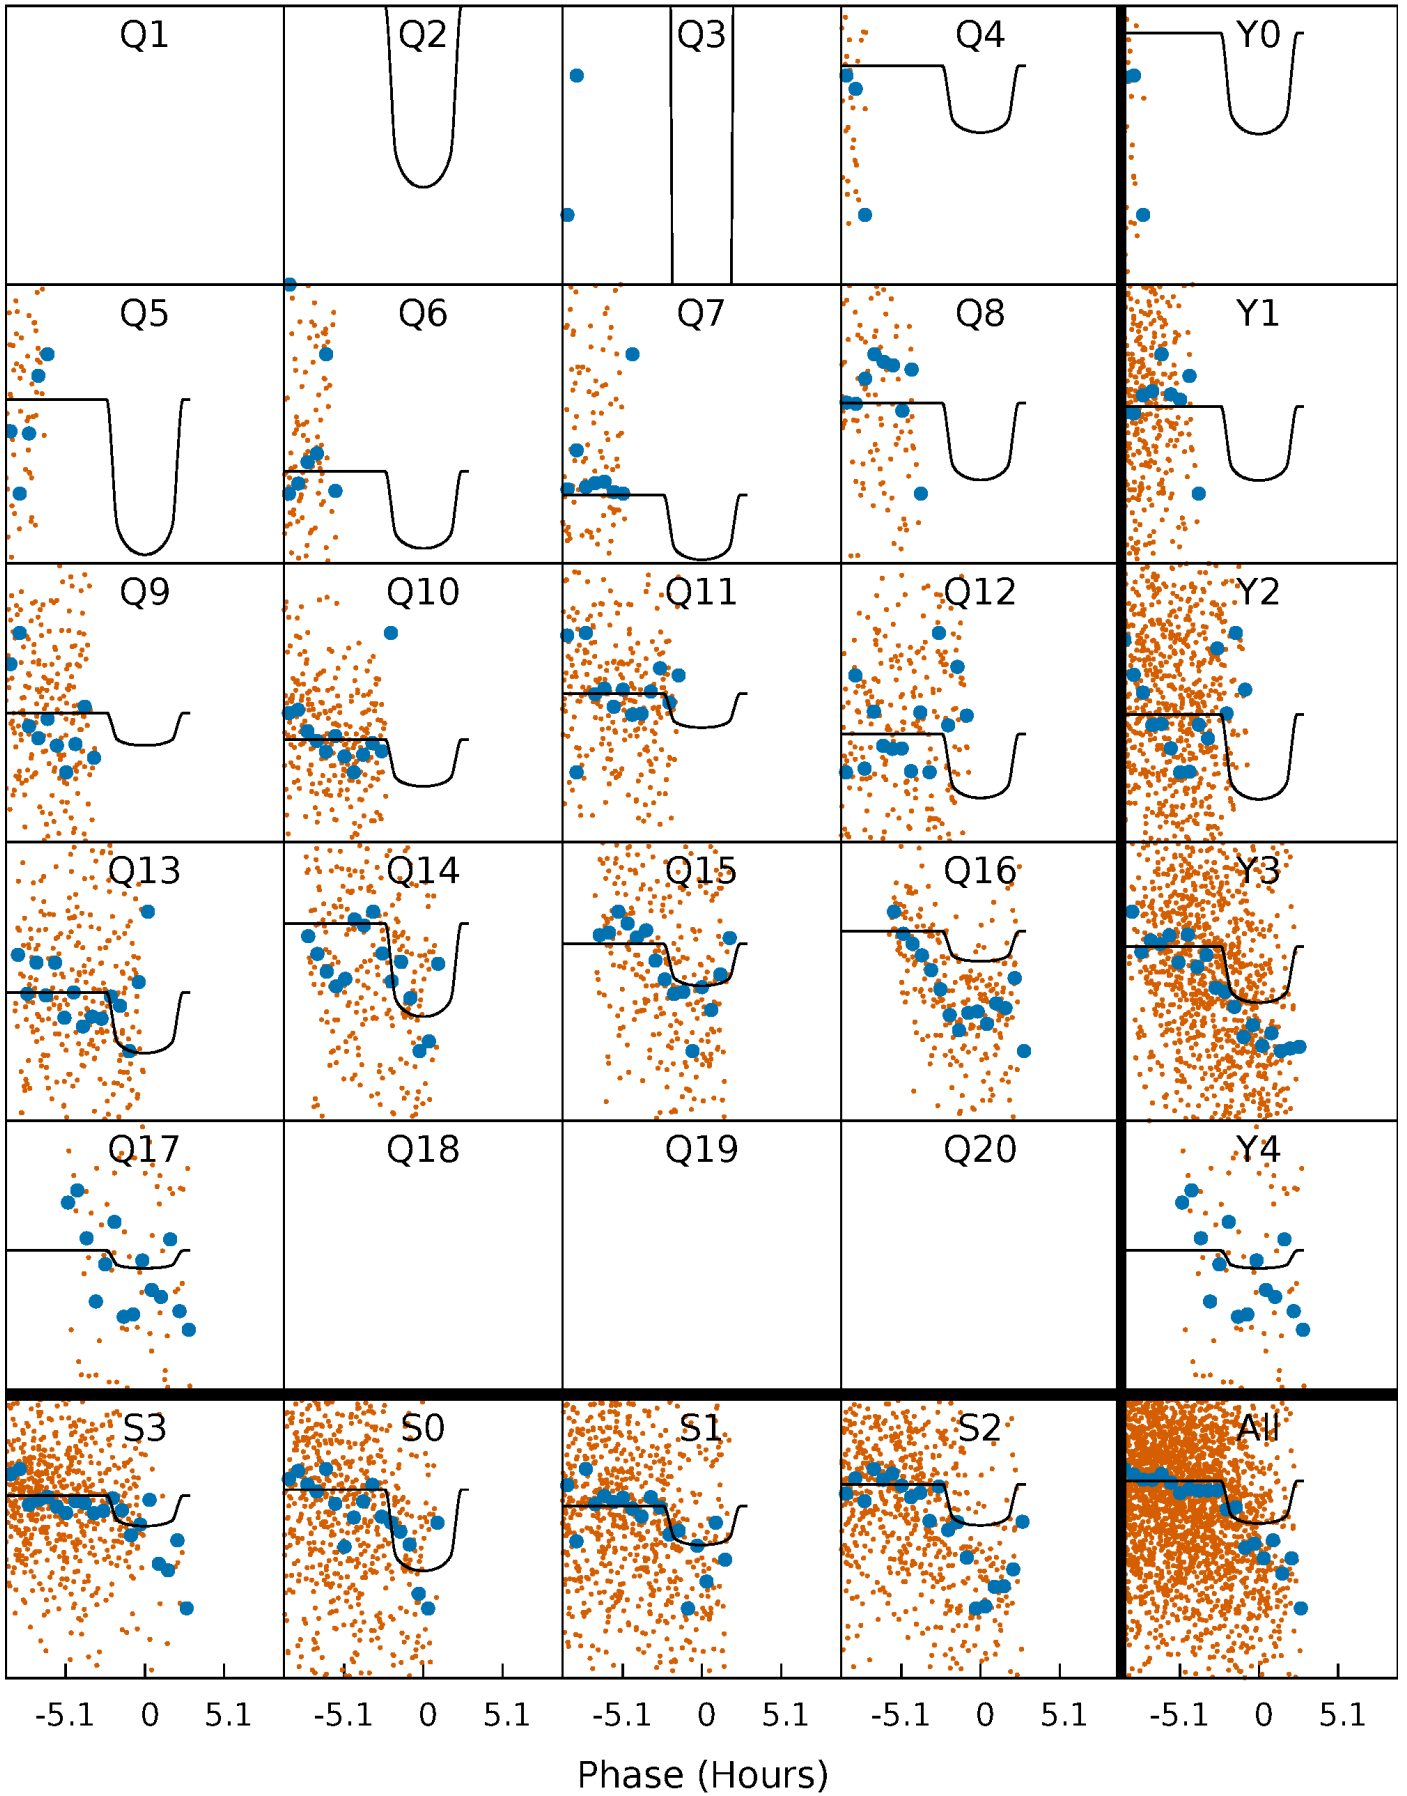 Q1 Q2 Q3 Q4 Y0
Q5 Q6 Q7 Q8 Y1
Q9 Q10 Q11 Q12 Y2
Q13 Q14 Q15 Q16 Y3
Q17 Q18 Q19 Q20 Y4
S3 S0 S1 S2 All
-5.1 0 5.1 -5.1 0 5.1 -5.1 0 5.1 -5.1 0 5.1 -5.1 0 5.1
Phase (Hours)